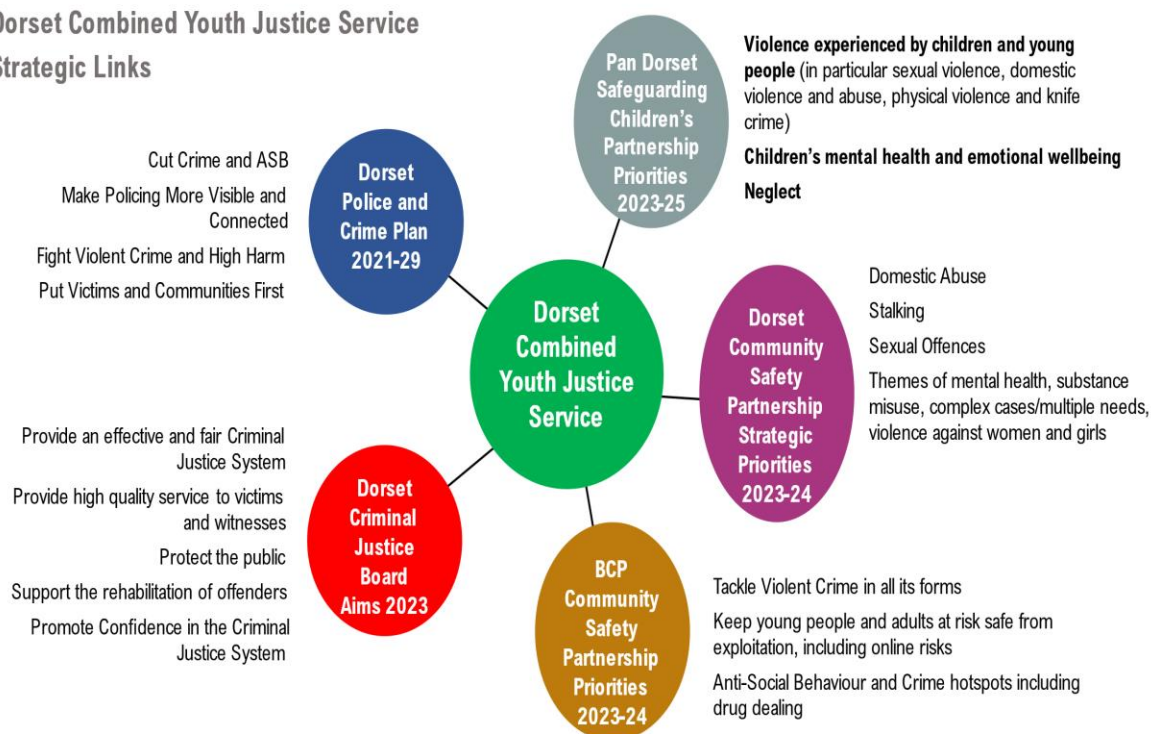 Dorset Combined Youth Justice Service
Strategic Links
Cut Crime and ASB
Make Policing More Visible and
Connected
Fight Violent Crime and High Harm
Put Victims and Communities First
Dorset
Police and
Crime Plan
2021-29
Pan Dorset
Safeguarding
Children's
Partnership
Priorities
2023-25
Violence experienced by children and young
people (in particular sexual violence, domestic
violence and abuse, physical violence and knife
crime)
Children's mental health and emotional wellbeing
Neglect
Dorset
Combined
Youth Justice
Service
Dorset
Community
Safety
Partnership
Strategic
Priorities
2023-24
Domestic Abuse
Stalking
Sexual Offences
Themes of mental health, substance
misuse, complex cases/multiple needs,
violence against women and girls
Provide an effective and fair Criminal
Justice System
Provide high quality service to victims
and witnesses
Protect the public
Support the rehabilitation of offenders
Promote Confidence in the Criminal
Justice System
Dorset
Criminal
Justice
Board
Aims 2023
BCP
Community
Safety
Partnership
Priorities
2023-24
Tackle Violent Crime in all its forms
Keep young people and adults at risk safe from
exploitation, including online risks
Anti-Social Behaviour and Crime hotspots including
drug dealing